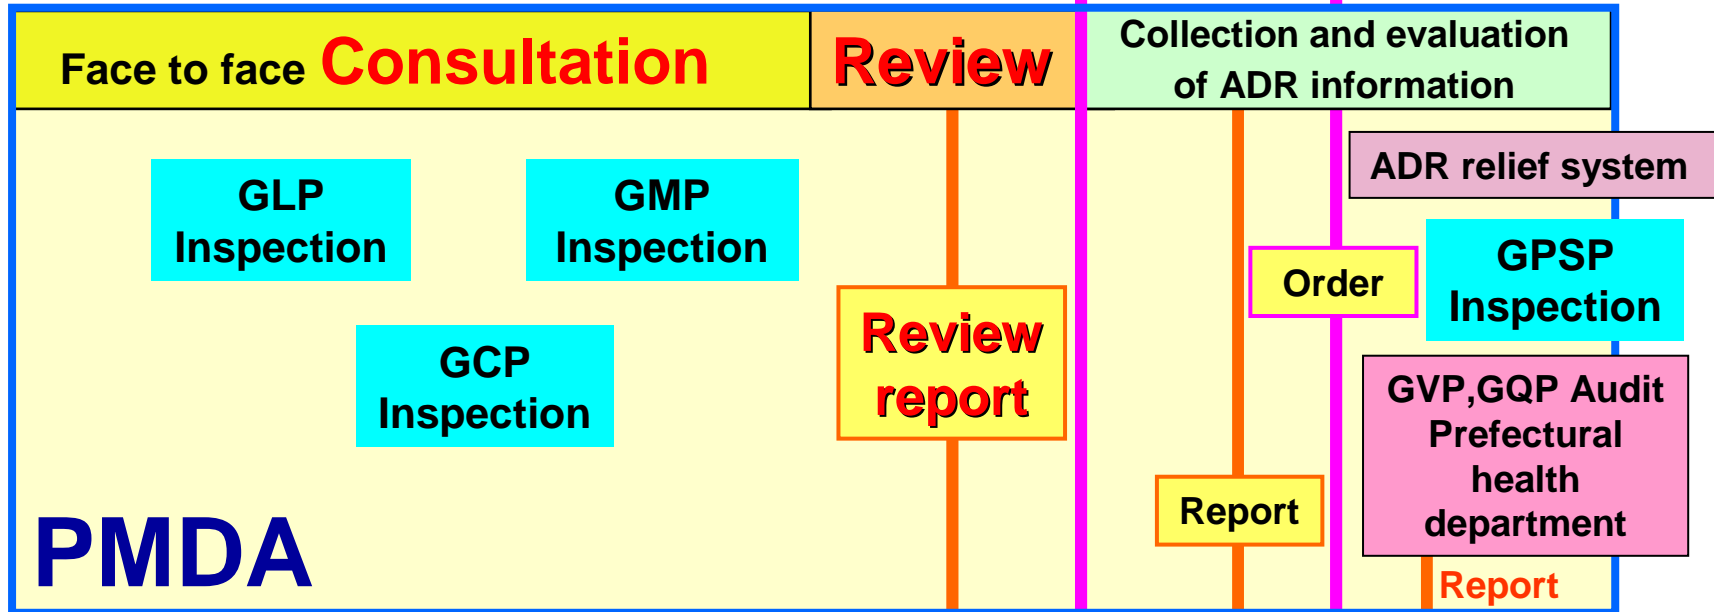 Face to face Consultation
Review
Collection and evaluation
of ADR information
GLP
Inspection
GMP
Inspection
GCP
Inspection
Review
report
ADR relief system
Order
GPSP
Inspection
GVP,GQP Audit
Prefectural
health
department
Report
Report
PMDA